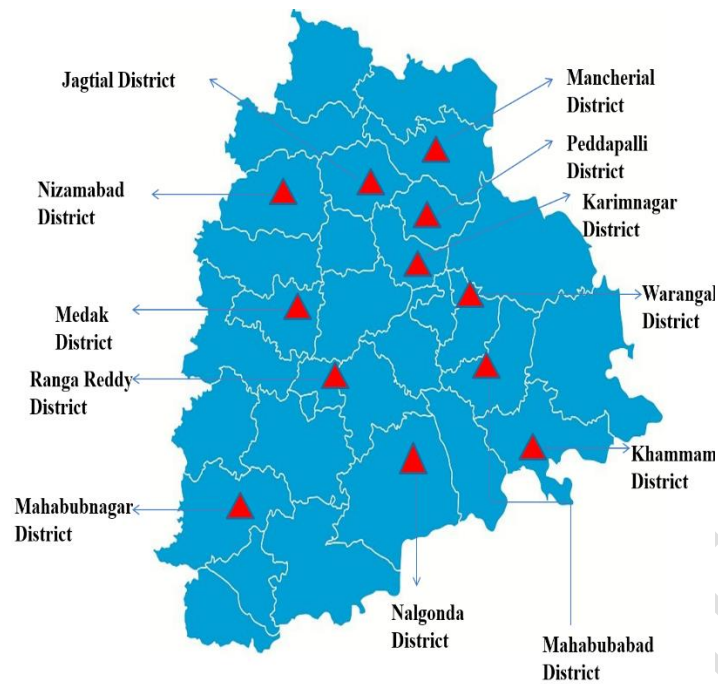 Jagtial District
Mancherial
District
Peddapalli
District
Nizamabad
District
Karimnagar
District
Medak
District
Warangal
District
Ranga Reddy
District
Khammam
District
Mahabubnagar
District
Nalgonda
District
Mahabubabad
District